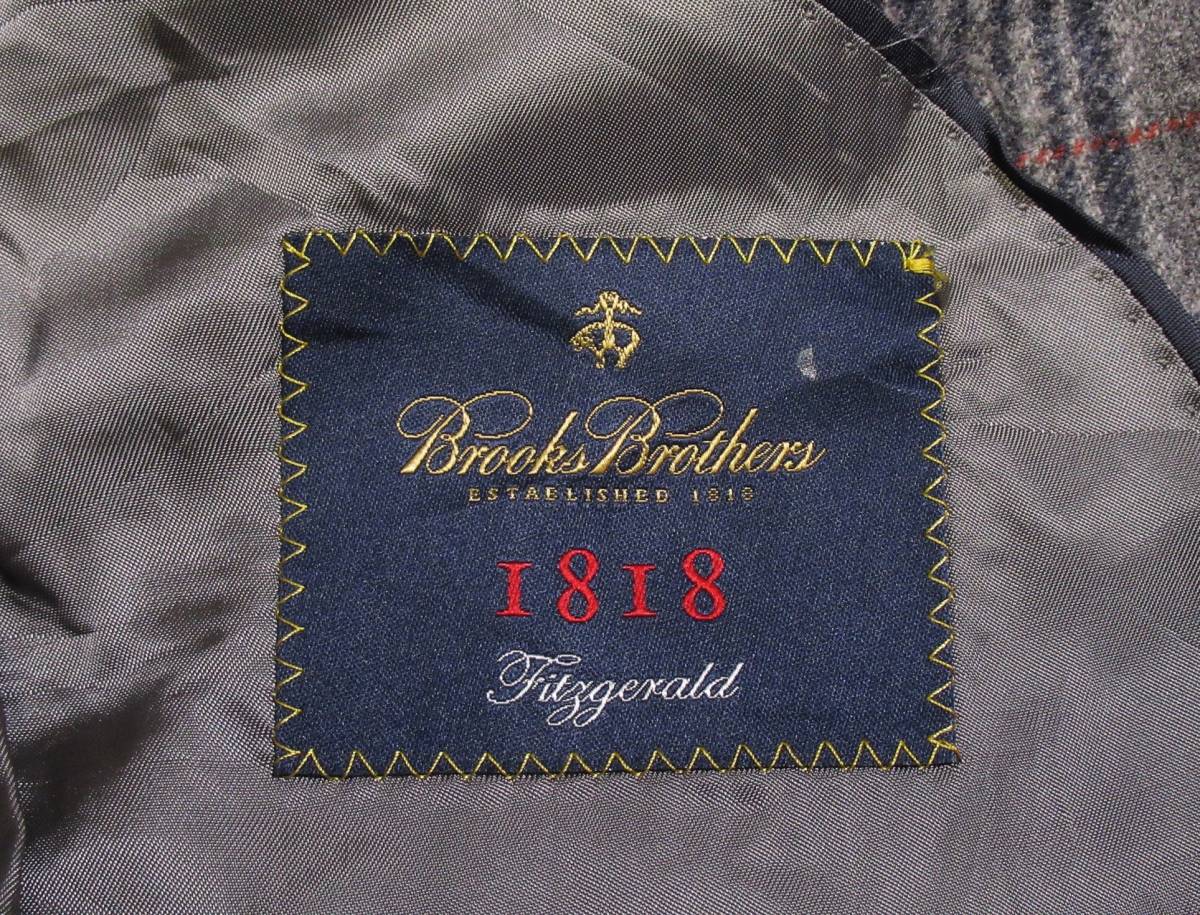 Brooks Brothers
ESTABLISHED 1818
1818
Fitzgerald